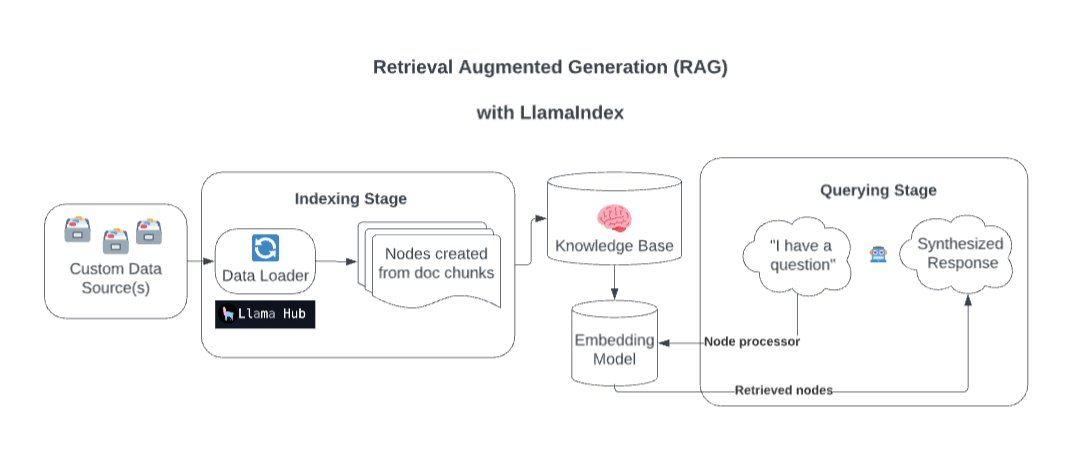 Retrieval Augmented Generation (RAG)
with LlamaIndex
Custom Data
Source(s)
Indexing Stage
Data Loader
Llama Hub
Nodes created
from doc chunks
Knowledge Base
Embedding
Model
Querying Stage
"I have a
question"
Synthesized
Response
Node processor
Retrieved nodes